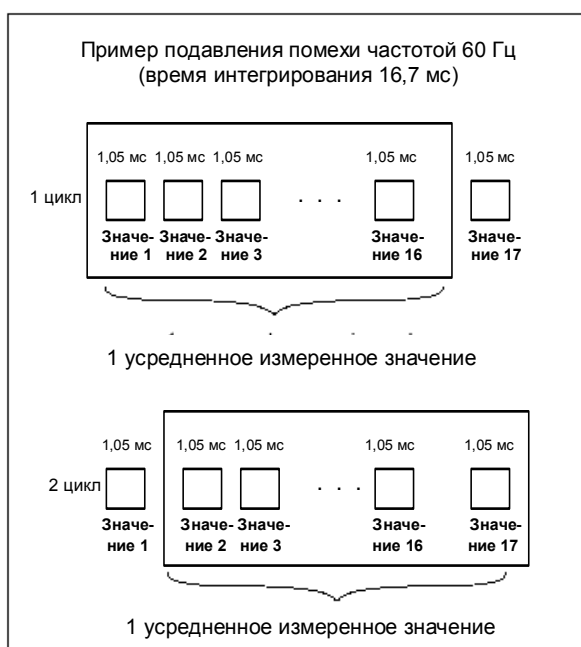 Пример подавления помехи частотой 60 Гц
(время интегрирования 16,7 мс)
1,05 мс 1,05 мс 1,05 мс 1,05 мс 1,05 мс
1 цикл . . .
Значе- Значе- Значе- Значе- Значе-
ние 1 ние 2 ние 3 ние 16 ние 17
1 усредненное измеренное значение
1,05 мс 1,05 мс 1,05 мс 1,05 мс 1,05 мс
2 цикл . . .
Значе- Значе- Значе- Значе- Значе-
ние 1 ние 2 ние 3 ние 16 ние 17
1 усредненное измеренное значение